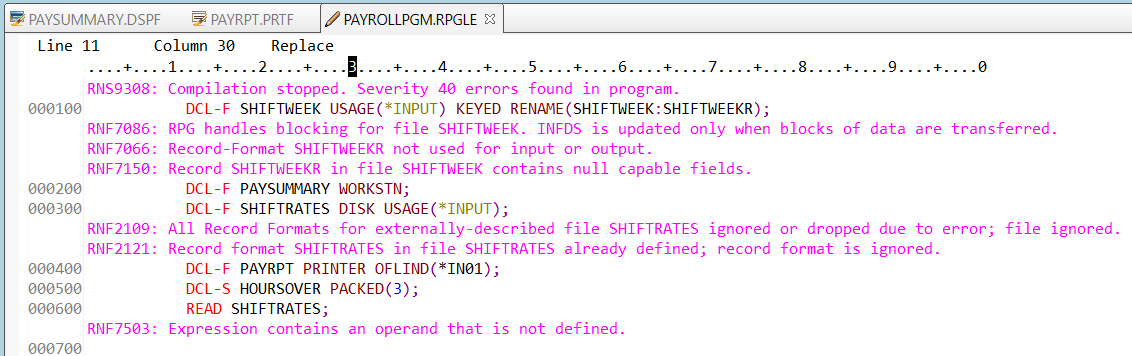 PAYSUMMARY.DSPF PAYRPT.PRTF PAYROLLPGM.RPGLE
Line 11 Column 30 Replace
....+....1....+....2....+....3....+....4....+....5....+....6....+....7....+....8....+....9....+....0
RNS9308: Compilation stopped. Severity 40 errors found in program.
000100 DCL-F SHIFTWEEK USAGE(*INPUT) KEYED RENAME(SHIFTWEEK:SHIFTWEEKR);
RNF7086: RPG handles blocking for file SHIFTWEEK. INFDS is updated only when blocks of data are transferred.
RNF7066: Record-Format SHIFTWEEKR not used for input or output.
RNF7150: Record SHIFTWEEKR in file SHIFTWEEK contains null capable fields.
000200 DCL-F PAYSUMMARY WORKSTN;
000300 DCL-F SHIFTRATES DISK USAGE(*INPUT);
RNF2109: All Record Formats for externally-described file SHIFTRATES ignored or dropped due to error; file ignored.
RNF2121: Record format SHIFTRATES in file SHIFTRATES already defined; record format is ignored.
000400 DCL-F PAYRPT PRINTER OFLIND(*IN01);
000500 DCL-S HOURSOVER PACKED(3);
000600 READ SHIFTRATES;
RNF7503: Expression contains an operand that is not defined.
000700